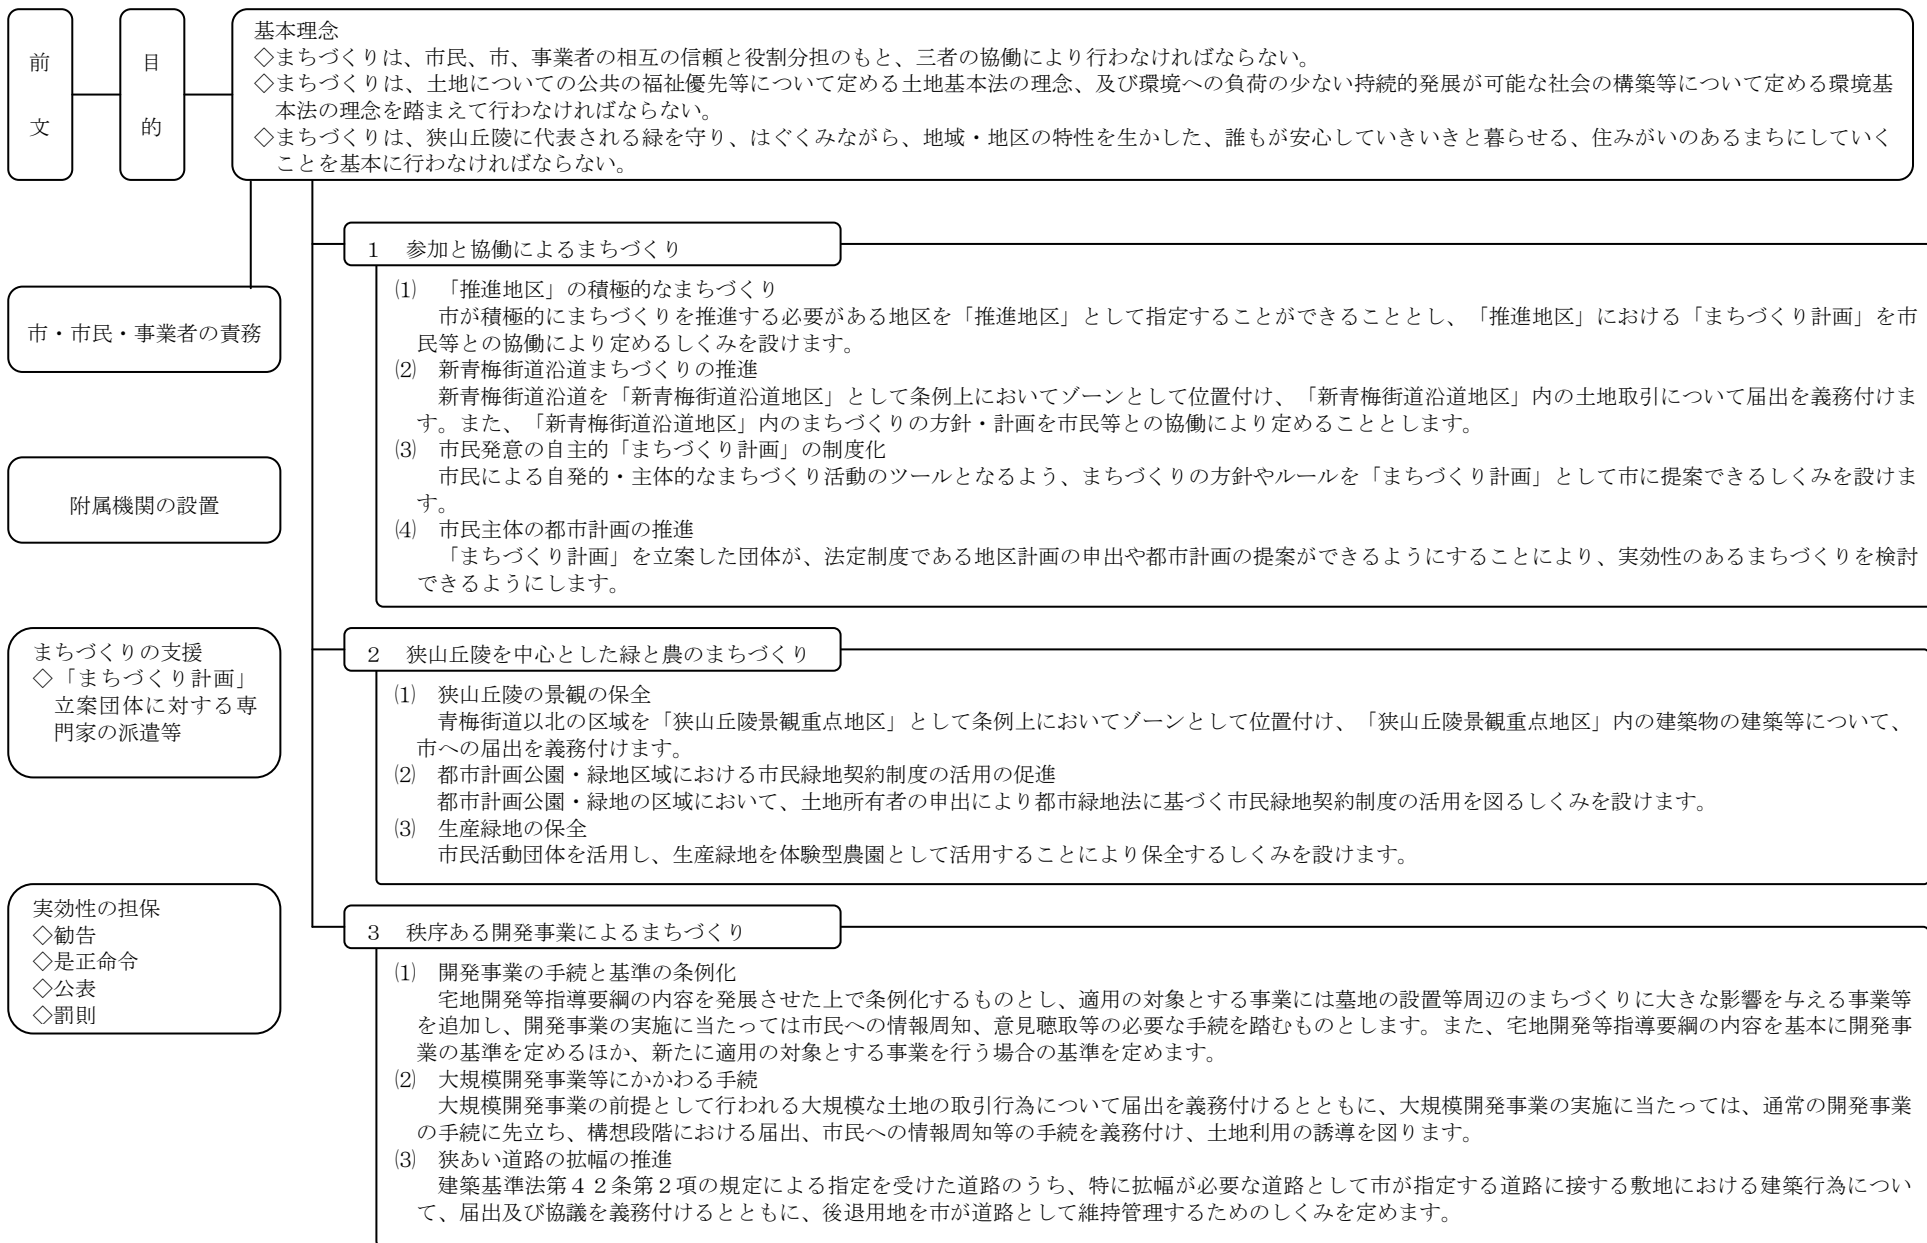 前文
目的
基本理念
◇まちづくりは、市民、市、事業者の相互の信頼と役割分担のもと、三者の協働により行わなければならない。
◇まちづくりは、土地についての公共の福祉優先等について定める土地基本法の理念、及び環境への負荷の少ない持続的発展が可能な社会の構築等について定める環境基
本法の理念を踏まえて行わなければならない。
◇まちづくりは、狭山丘陵に代表される緑を守り、はぐくみながら、地域・地区の特性を生かした、誰もが安心していきいきと暮らせる、住みがいのあるまちにしていく
ことを基本に行わなければならない。
市・市民・事業者の責務
附属機関の設置
まちづくりの支援
◇「まちづくり計画」
立案団体に対する専
門家の派遣等
実効性の担保
◇勧告
◇是正命令
◇公表
◇罰則
1 参加と協働によるまちづくり
⑴ 「推進地区」の積極的なまちづくり
市が積極的にまちづくりを推進する必要がある地区を「推進地区」として指定することができることとし、「推進地区」における「まちづくり計画」を市
民等との協働により定めるしくみを設けます。
⑵ 新青梅街道沿道まちづくりの推進
新青梅街道沿道を「新青梅街道沿道地区」として条例上においてゾーンとして位置付け、「新青梅街道沿道地区」内の土地取引について届出を義務付けま
す。また、「新青梅街道沿道地区」内のまちづくりの方針・計画を市民等との協働により定めることとします。
⑶ 市民発意の自主的「まちづくり計画」の制度化
市民による自発的・主体的なまちづくり活動のツールとなるよう、まちづくりの方針やルールを「まちづくり計画」として市に提案できるしくみを設けま
す。
⑷ 市民主体の都市計画の推進
「まちづくり計画」を立案した団体が、法定制度である地区計画の申出や都市計画の提案ができるようにすることにより、実効性のあるまちづくりを検討
できるようにします。
2 狭山丘陵を中心とした緑と農のまちづくり
⑴ 狭山丘陵の景観の保全
青梅街道以北の区域を「狭山丘陵景観重点地区」として条例上においてゾーンとして位置付け、「狭山丘陵景観重点地区」内の建築物の建築等について、
市への届出を義務付けます。
⑵ 都市計画公園・緑地区域における市民緑地契約制度の活用の促進
都市計画公園・緑地の区域において、土地所有者の申出により都市緑地法に基づく市民緑地契約制度の活用を図るしくみを設けます。
⑶ 生産緑地の保全
市民活動団体を活用し、生産緑地を体験型農園として活用することにより保全するしくみを設けます。
3 秩序ある開発事業によるまちづくり
⑴ 開発事業の手続と基準の条例化
宅地開発等指導要綱の内容を発展させた上で条例化するものとし、適用の対象とする事業には墓地の設置等周辺のまちづくりに大きな影響を与える事業等
を追加し、開発事業の実施に当たっては市民への情報周知、意見聴取等の必要な手続を踏むものとします。また、宅地開発等指導要綱の内容を基本に開発事
業の基準を定めるほか、新たに適用の対象とする事業を行う場合の基準を定めます。
⑵ 大規模開発事業等にかかわる手続
大規模開発事業の前提として行われる大規模な土地の取引行為について届出を義務付けるとともに、大規模開発事業の実施に当たっては、通常の開発事業
の手続に先立ち、構想段階における届出、市民への情報周知等の手続を義務付け、土地利用の誘導を図ります。
⑶ 狭あい道路の拡幅の推進
建築基準法第42条第2項の規定による指定を受けた道路のうち、特に拡幅が必要な道路として市が指定する道路に接する敷地における建築行為につい
て、届出及び協議を義務付けるとともに、後退用地を市が道路として維持管理するためのしくみを定めます。